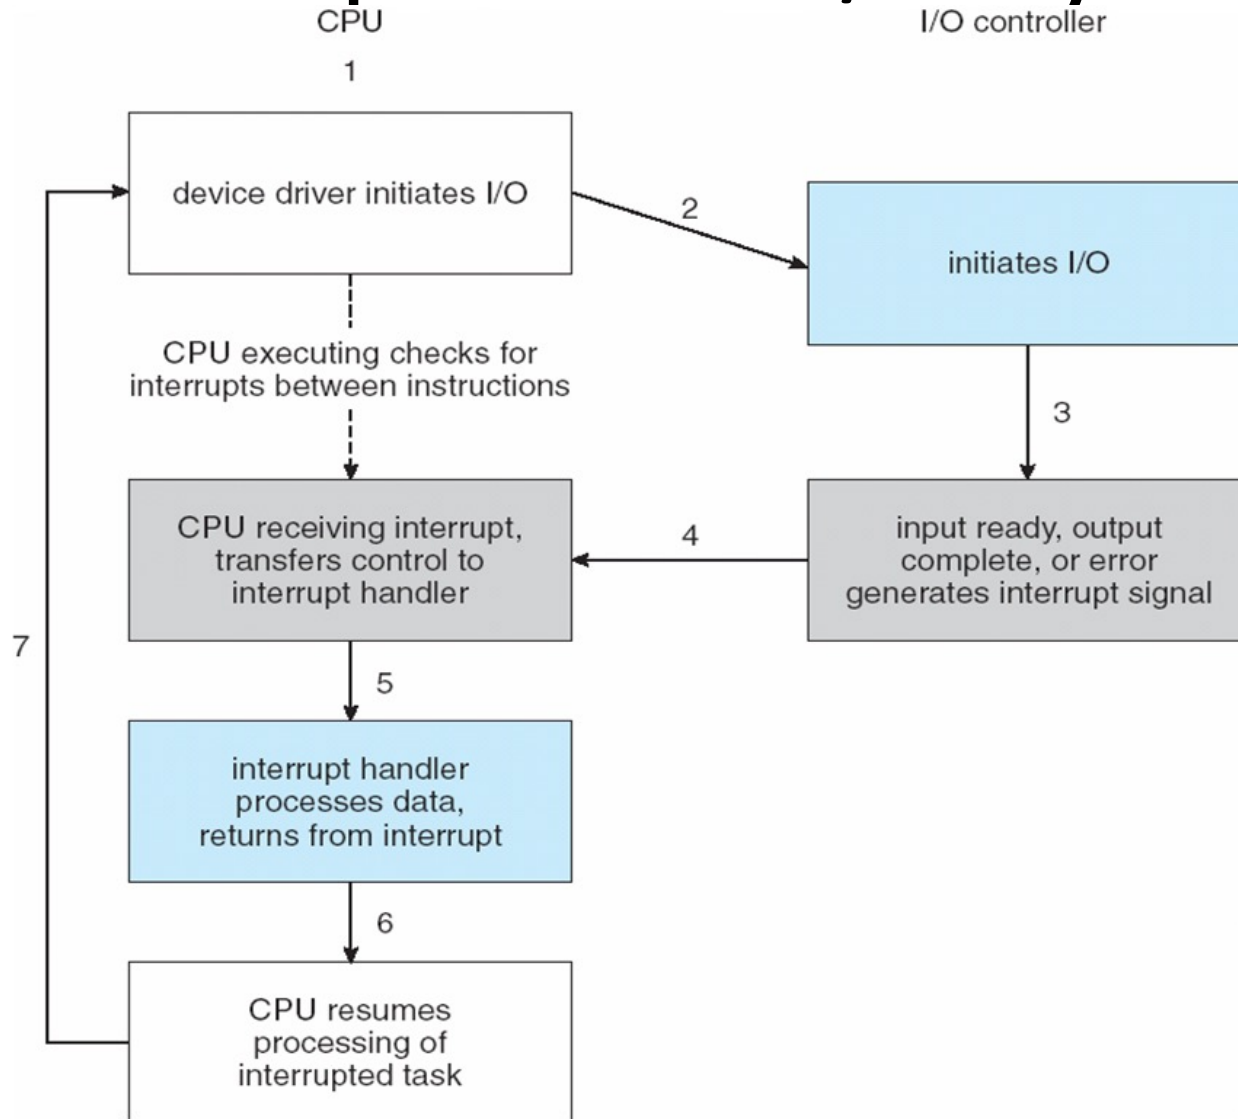 CPU
I/O controller
1
device driver initiates I/O
2
initiates I/O
CPU executing checks for
interrupts between instructions
3
CPU receiving interrupt,
transfers control to
interrupt handler
4
input ready, output
complete, or error
generates interrupt signal
7
5
interrupt handler
processes data,
returns from interrupt
6
CPU resumes
processing of
interrupted task